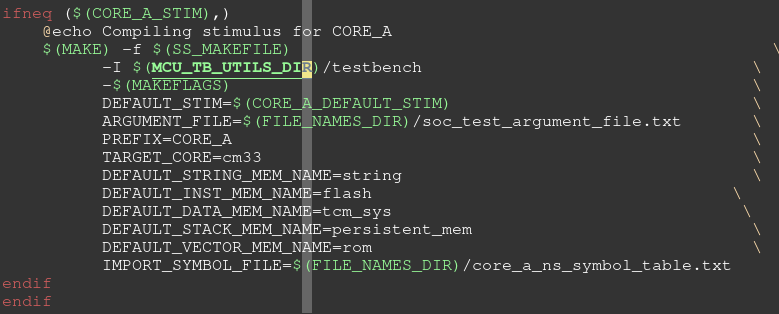 ifneq ($(CORE_A_STIM),)
    @echo Compiling stimulus for CORE_A
    $(MAKE) -f $(SS_MAKEFILE) \
          -I $(MCU_TB_UTILS_DIR)/testbench \
          -$(MAKEFLAGS) \
          DEFAULT_STIM=$(CORE_A_DEFAULT_STIM) \
          ARGUMENT_FILE=$(FILE_NAMES_DIR)/soc_test_argument_file.txt \
          PREFIX=CORE_A \
          TARGET_CORE=cm33 \
          DEFAULT_STRING_MEM_NAME=string \
          DEFAULT_INST_MEM_NAME=flash \
          DEFAULT_DATA_MEM_NAME=tcm_sys \
          DEFAULT_STACK_MEM_NAME=persistent_mem \
          DEFAULT_VECTOR_MEM_NAME=rom \
          IMPORT_SYMBOL_FILE=$(FILE_NAMES_DIR)/core_a_ns_symbol_table.txt
endif
endif